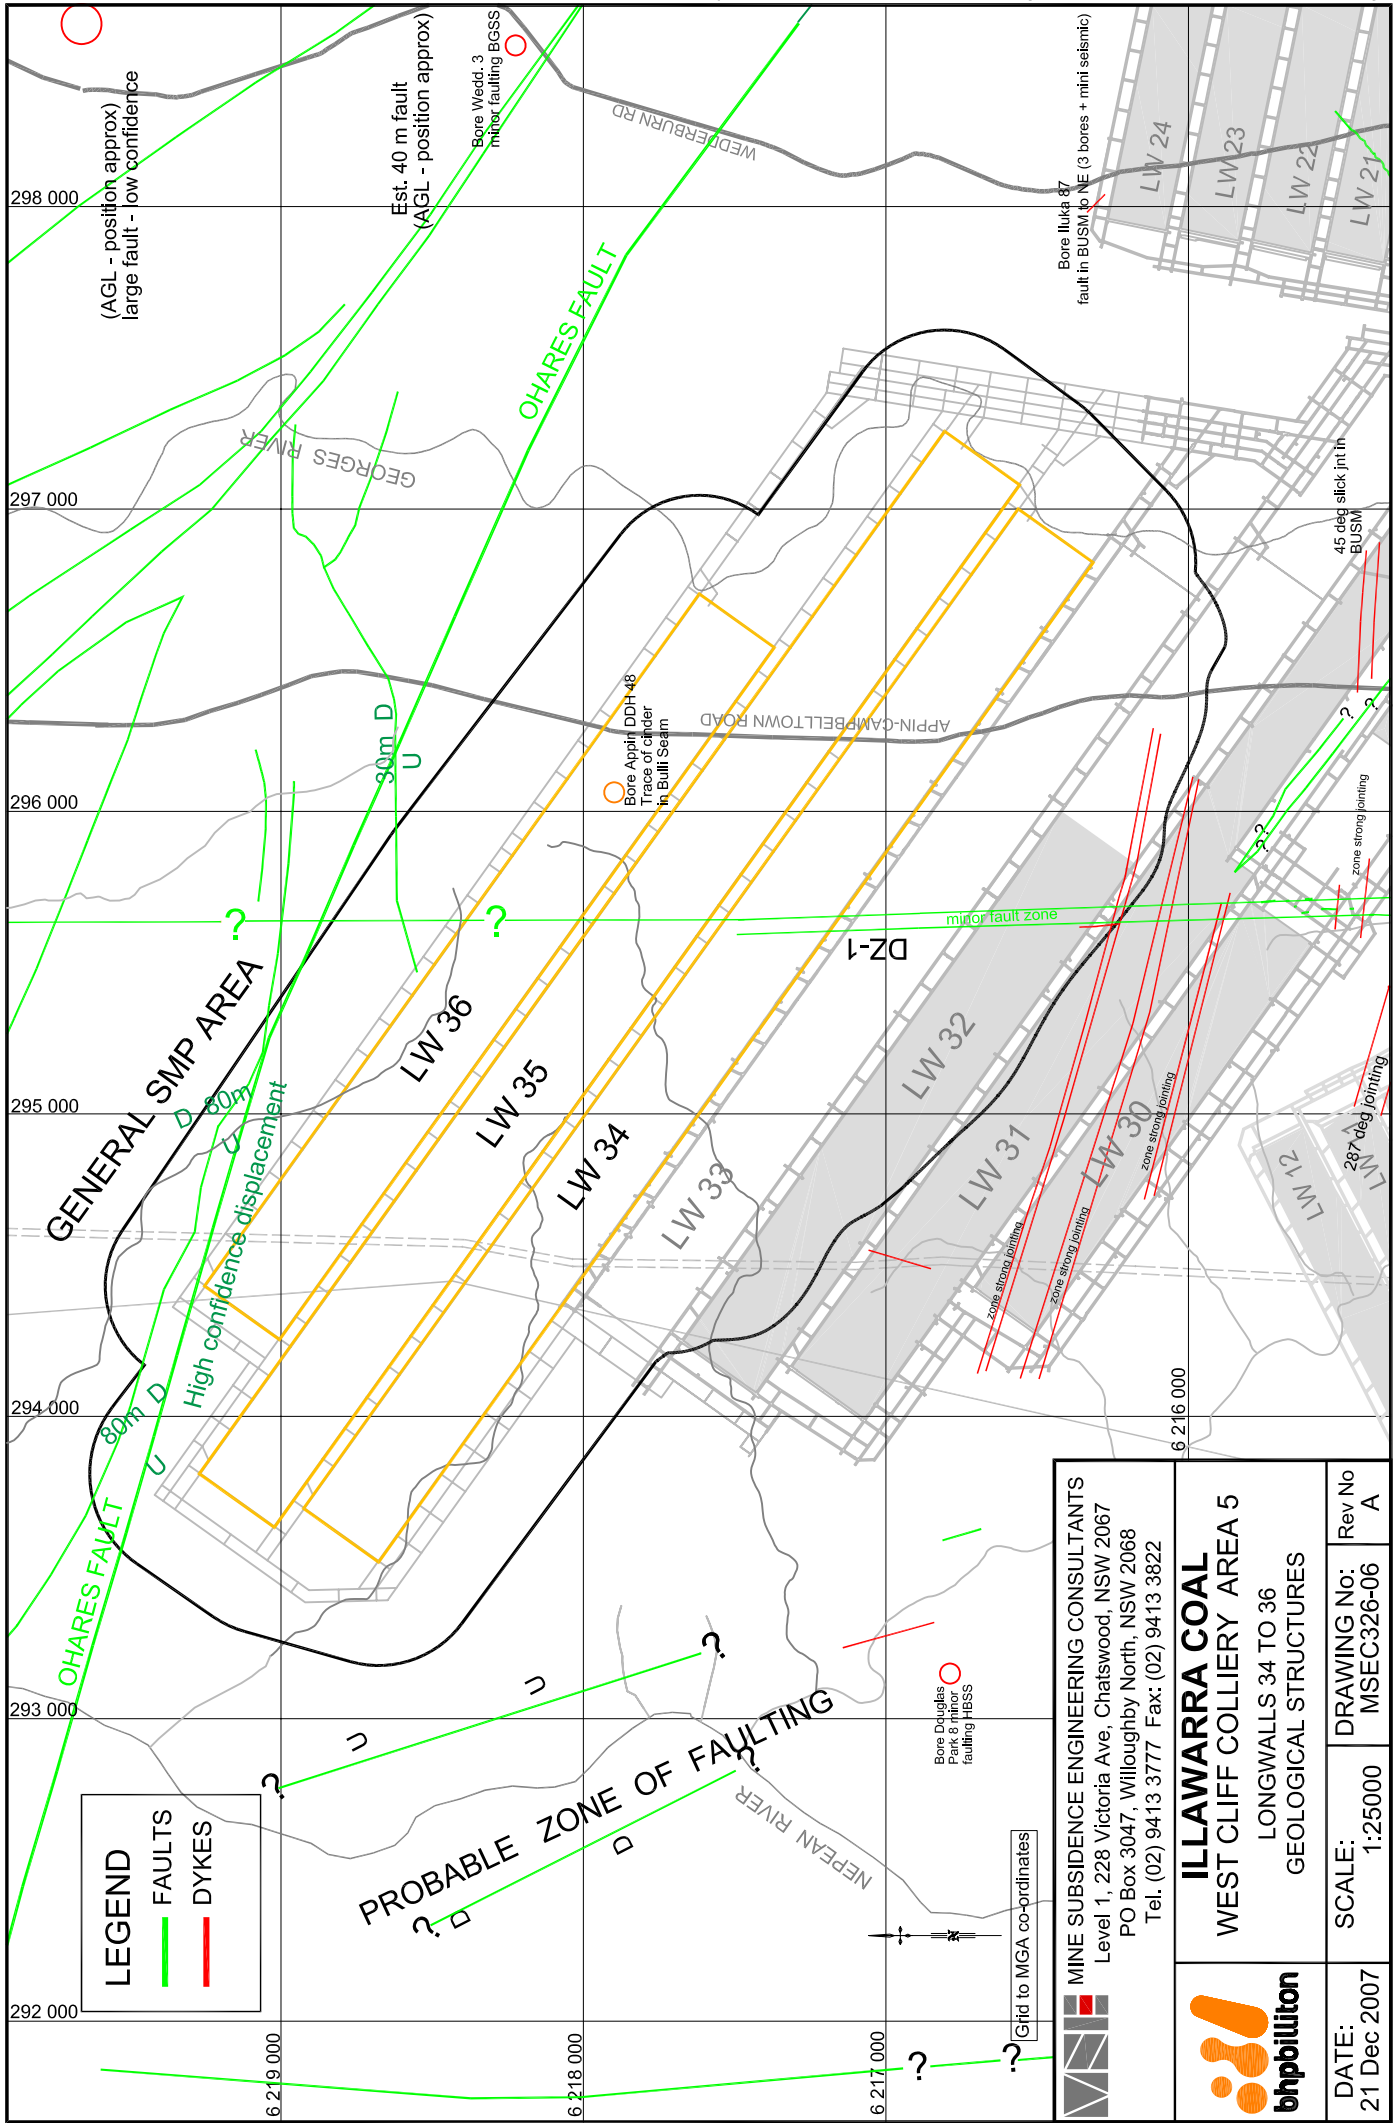 (AGL - position approx)
large fault - low confidence
Est. 40 m fault
(AGL - position approx)
Bore Wedd. 3
minor faulting BGSS
WEDDERBURN RD
Bore Iluka 87
fault in BUSM to NE (3 bores + mini seismic)
LW 24
LW 23
LW 22
LW 21
298 000
OHARES FAULT
GEORGES RIVER
297 000
45 deg slick jnt in
BUSM
30m D
U
Bore Appin DDH 48
Trace of cinder
in Bulli Seam
APPIN-CAMPBELLTOWN ROAD
?
?
296 000
? ?
zone strong jointing
?
?
minor fault zone
DZ-1
GENERAL SMP AREA
LW 36
LW 35
LW 34
LW 33
LW 32
LW 31
LW 30
LW 12
287 deg jointing
295 000
D 80m
U
High confidence displacement
zone strong jointing
zone strong jointing
zone strong jointing
294 000
80m D
U
OHARES FAULT
293 000
?
?
U
U
PROBABLE ZONE OF FAULTING
?
?
D
D
NEPEAN RIVER
Bore Douglas
Park 8 minor
faulting HBSS
292 000
6 219 000
6 218 000
6 217 000
6 216 000
?
?
LEGEND
FAULTS
DYKES
N
Grid to MGA co-ordinates
MINE SUBSIDENCE ENGINEERING CONSULTANTS
Level 1, 228 Victoria Ave, Chatswood, NSW 2067
PO Box 3047, Willoughby North, NSW 2068
Tel. (02) 9413 3777 Fax: (02) 9413 3822
bhpbilliton
ILLAWARRA COAL
WEST CLIFF COLLIERY AREA 5
LONGWALLS 34 TO 36
GEOLOGICAL STRUCTURES
DATE:
21 Dec 2007
SCALE:
1:25000
DRAWING No:
MSEC326-06
Rev No
A